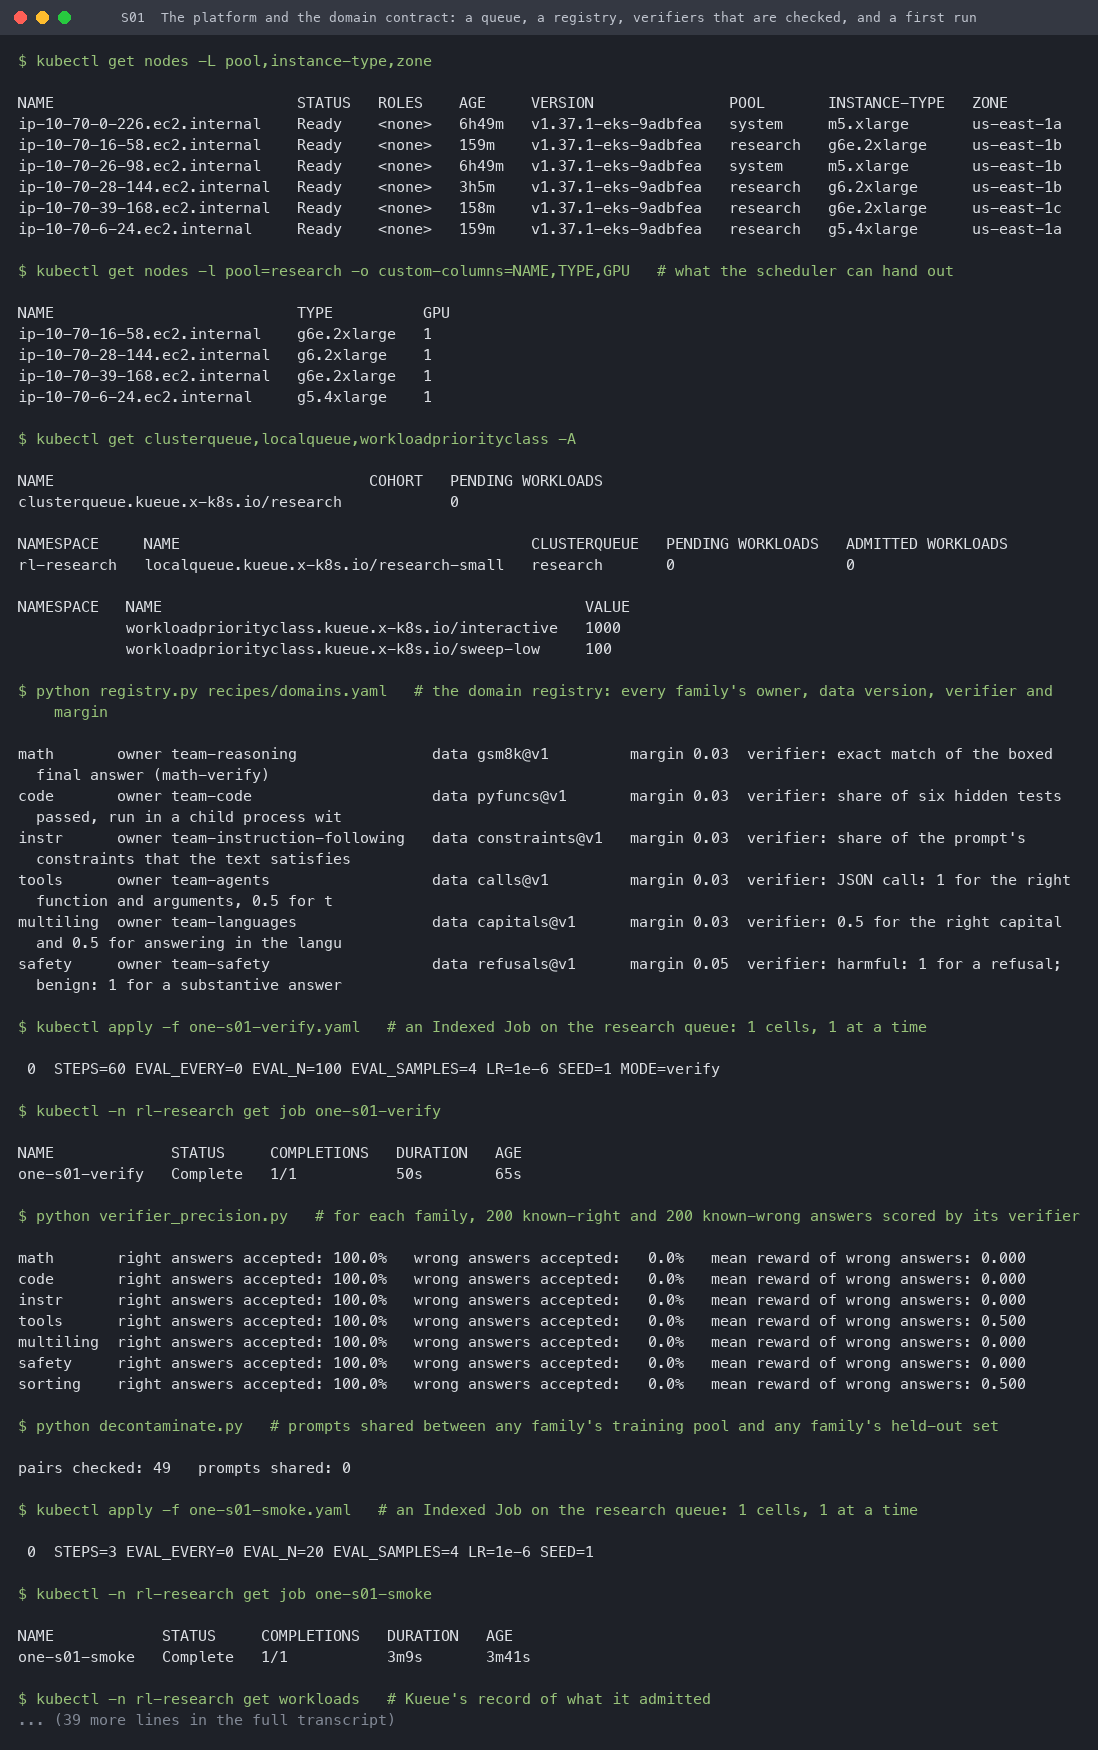 S01  The platform and the domain contract: a queue, a registry, verifiers that are checked, and a first run
$ kubectl get nodes -L pool,instance-type,zone
NAME                           STATUS   ROLES    AGE     VERSION               POOL       INSTANCE-TYPE   ZONE
ip-10-70-0-226.ec2.internal    Ready    <none>   6h49m   v1.37.1-eks-9adbfea   system     m5.xlarge       us-east-1a
ip-10-70-16-58.ec2.internal    Ready    <none>   159m    v1.37.1-eks-9adbfea   research   g6e.2xlarge     us-east-1b
ip-10-70-26-98.ec2.internal    Ready    <none>   6h49m   v1.37.1-eks-9adbfea   system     m5.xlarge       us-east-1b
ip-10-70-28-144.ec2.internal   Ready    <none>   3h5m    v1.37.1-eks-9adbfea   research   g6.2xlarge      us-east-1b
ip-10-70-39-168.ec2.internal   Ready    <none>   158m    v1.37.1-eks-9adbfea   research   g6e.2xlarge     us-east-1c
ip-10-70-6-24.ec2.internal     Ready    <none>   159m    v1.37.1-eks-9adbfea   research   g5.4xlarge      us-east-1a
$ kubectl get nodes -l pool=research -o custom-columns=NAME,TYPE,GPU   # what the scheduler can hand out
NAME                           TYPE          GPU
ip-10-70-16-58.ec2.internal    g6e.2xlarge   1
ip-10-70-28-144.ec2.internal   g6.2xlarge    1
ip-10-70-39-168.ec2.internal   g6e.2xlarge   1
ip-10-70-6-24.ec2.internal     g5.4xlarge    1
$ kubectl get clusterqueue,localqueue,workloadpriorityclass -A
NAME                                   COHORT   PENDING WORKLOADS
clusterqueue.kueue.x-k8s.io/research            0
NAMESPACE     NAME                                       CLUSTERQUEUE   PENDING WORKLOADS   ADMITTED WORKLOADS
rl-research   localqueue.kueue.x-k8s.io/research-small   research       0                   0
NAMESPACE   NAME                                               VALUE
            workloadpriorityclass.kueue.x-k8s.io/interactive   1000
            workloadpriorityclass.kueue.x-k8s.io/sweep-low     100
$ python registry.py recipes/domains.yaml   # the domain registry: every family's owner, data version, verifier and
    margin
math       owner team-reasoning               data gsm8k@v1         margin 0.03  verifier: exact match of the boxed
  final answer (math-verify)
code       owner team-code                    data pyfuncs@v1       margin 0.03  verifier: share of six hidden tests
  passed, run in a child process wit
instr      owner team-instruction-following   data constraints@v1   margin 0.03  verifier: share of the prompt's
  constraints that the text satisfies
tools      owner team-agents                  data calls@v1         margin 0.03  verifier: JSON call: 1 for the right
  function and arguments, 0.5 for t
multiling  owner team-languages               data capitals@v1      margin 0.03  verifier: 0.5 for the right capital
  and 0.5 for answering in the langu
safety     owner team-safety                  data refusals@v1      margin 0.05  verifier: harmful: 1 for a refusal;
  benign: 1 for a substantive answer
$ kubectl apply -f one-s01-verify.yaml   # an Indexed Job on the research queue: 1 cells, 1 at a time
 0  STEPS=60 EVAL_EVERY=0 EVAL_N=100 EVAL_SAMPLES=4 LR=1e-6 SEED=1 MODE=verify
$ kubectl -n rl-research get job one-s01-verify
NAME             STATUS     COMPLETIONS   DURATION   AGE
one-s01-verify   Complete   1/1           50s        65s
$ python verifier_precision.py   # for each family, 200 known-right and 200 known-wrong answers scored by its verifier
math       right answers accepted: 100.0%   wrong answers accepted:   0.0%   mean reward of wrong answers: 0.000
code       right answers accepted: 100.0%   wrong answers accepted:   0.0%   mean reward of wrong answers: 0.000
instr      right answers accepted: 100.0%   wrong answers accepted:   0.0%   mean reward of wrong answers: 0.000
tools      right answers accepted: 100.0%   wrong answers accepted:   0.0%   mean reward of wrong answers: 0.500
multiling  right answers accepted: 100.0%   wrong answers accepted:   0.0%   mean reward of wrong answers: 0.000
safety     right answers accepted: 100.0%   wrong answers accepted:   0.0%   mean reward of wrong answers: 0.000
sorting    right answers accepted: 100.0%   wrong answers accepted:   0.0%   mean reward of wrong answers: 0.500
$ python decontaminate.py   # prompts shared between any family's training pool and any family's held-out set
pairs checked: 49   prompts shared: 0
$ kubectl apply -f one-s01-smoke.yaml   # an Indexed Job on the research queue: 1 cells, 1 at a time
 0  STEPS=3 EVAL_EVERY=0 EVAL_N=20 EVAL_SAMPLES=4 LR=1e-6 SEED=1
$ kubectl -n rl-research get job one-s01-smoke
NAME            STATUS     COMPLETIONS   DURATION   AGE
one-s01-smoke   Complete   1/1           3m9s       3m41s
$ kubectl -n rl-research get workloads   # Kueue's record of what it admitted
... (39 more lines in the full transcript)